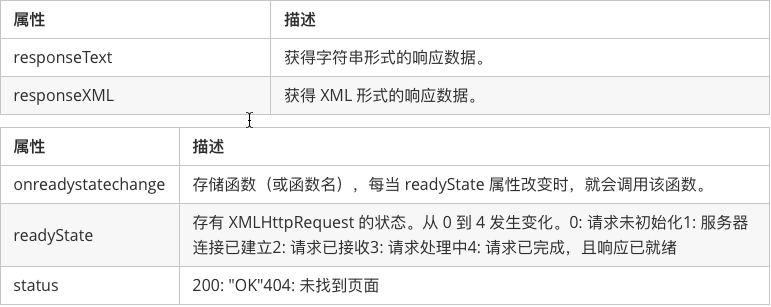 属性 描述
responseText 获得字符串形式的响应数据。
responseXML 获得 XML 形式的响应数据。
属性 描述
onreadystatechange 存储函数（或函数名），每当 readyState 属性改变时，就会调用该函数。
readyState 存有 XMLHttpRequest 的状态。从 0 到 4 发生变化。0: 请求未初始化1: 服务器
连接已建立2: 请求已接收3: 请求处理中4: 请求已完成，且响应已就绪
status 200: "OK"404: 未找到页面